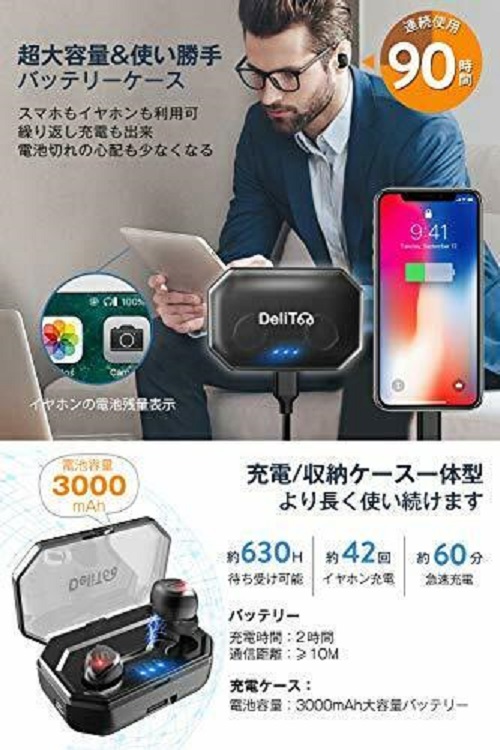 連続使用
90時間
超大容量&使い勝手
バッテリーケース
スマホもイヤホンも利用可
繰り返し充電も出来
電池切れの心配も少なくなる
9:41
Tuesday, September 12
100%
DeliToo
イヤホンの電池残量表示
電池容量
3000
mAh
充電/収納ケース一体型
より長く使い続けます
約630H
待ち受け可能
約42回
イヤホン充電
約60分
急速充電
DeliToo
バッテリー
充電時間：2時間
通信距離：≥10M
充電ケース：
電池容量：3000mAh大容量バッテリー